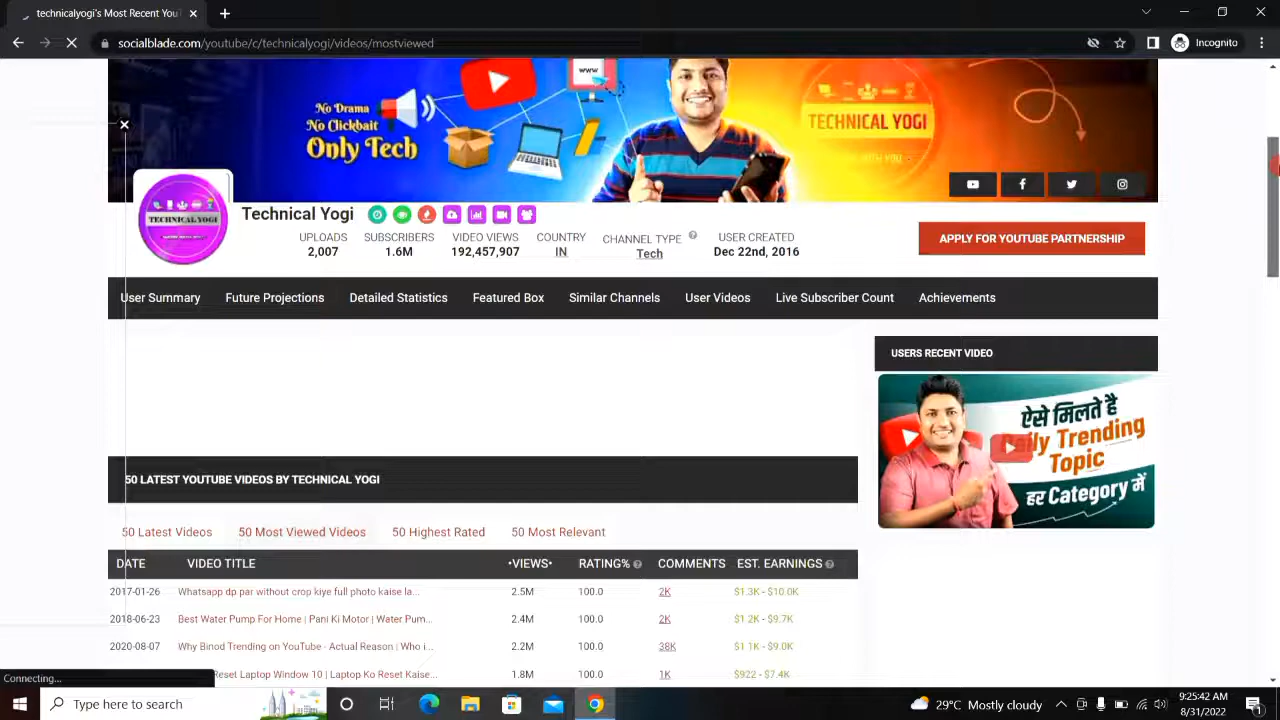 technicalyogi's Most Viewed You
socialblade.com/youtube/c/technicalyogi/videos/mostviewed
Incognito
No Drama
No Clickbait
Only Tech
www
TECHNICAL YOGI
WITH YOU
TECHNICAL YOGI
Technical Yogi
UPLOADS
2,007
SUBSCRIBERS
1.6M
VIDEO VIEWS
192,457,907
COUNTRY
IN
CHANNEL TYPE
Tech
USER CREATED
Dec 22nd, 2016
APPLY FOR YOUTUBE PARTNERSHIP
User Summary Future Projections Detailed Statistics Featured Box Similar Channels User Videos Live Subscriber Count Achievements
USERS RECENT VIDEO
ऐसे मिलते है
Daily Trending
Topic
हर Category में
50 LATEST YOUTUBE VIDEOS BY TECHNICAL YOGI
50 Latest Videos 50 Most Viewed Videos 50 Highest Rated 50 Most Relevant
DATE VIDEO TITLE •VIEWS• RATING% COMMENTS EST. EARNINGS
2017-01-26 Whatsapp dp par without crop kiye full photo kaise la... 2.5M 100.0 2K $1.3K - $10.0K
2018-06-23 Best Water Pump For Home | Pani Ki Motor | Water Pum... 2.4M 100.0 2K $1.2K - $9.7K
2020-08-07 Why Binod Trending on YouTube - Actual Reason | Who i... 2.2M 100.0 38K $1.1K - $9.0K
Reset Laptop Window 10 | Laptop Ko Reset Kaise... 1.8M 100.0 1K $922 - $7.4K
Connecting...
Type here to search
29°C Mostly cloudy
9:25:42 AM
8/31/2022
1